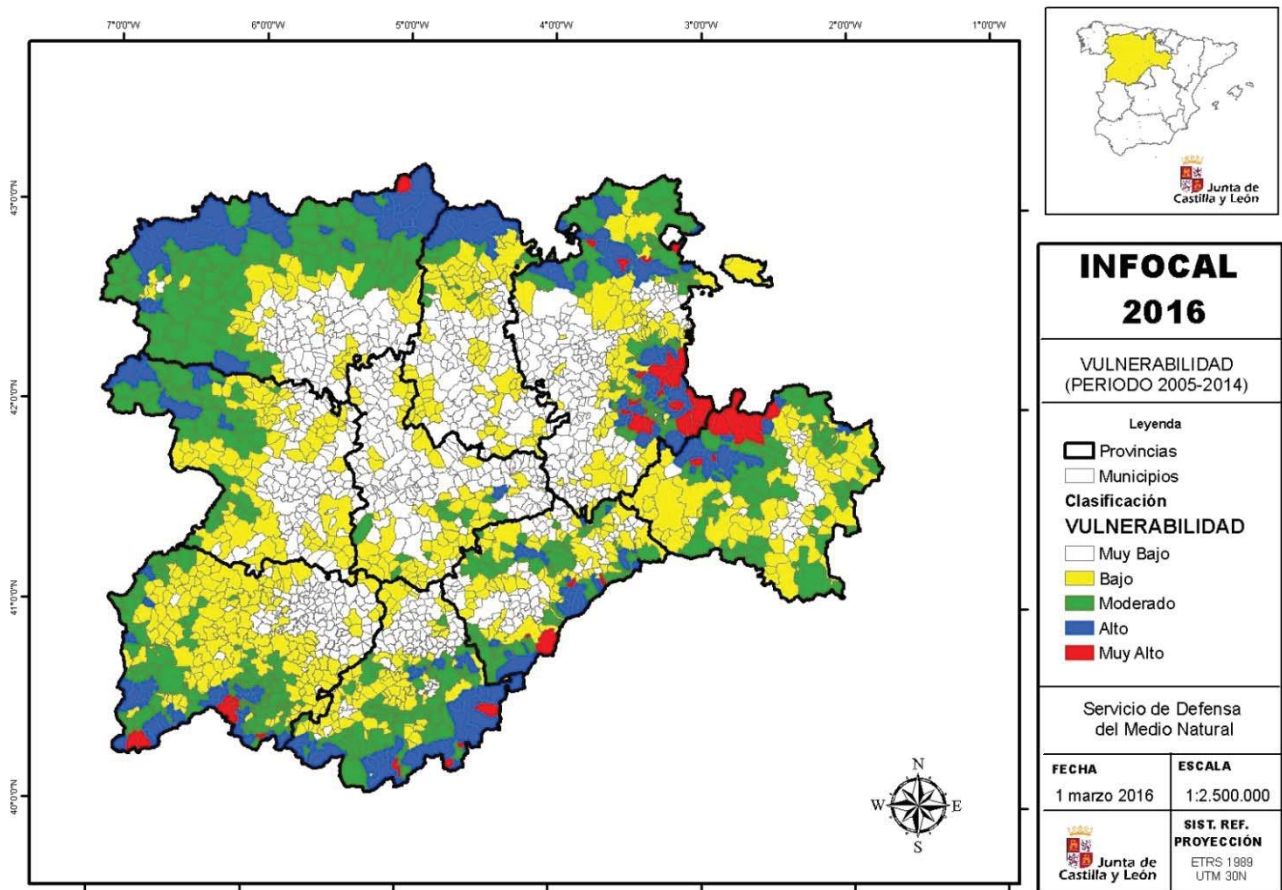 7°0'0"W
6°0'0"W
5°0'0"W
4°0'0"W
3°0'0"W
2°0'0"W
1°0'0"W
43°0'0"N
42°0'0"N
41°0'0"N
40°0'0"N
N
W
E
S
Junta de
Castilla y León
INFOCAL
2016
VULNERABILIDAD
(PERIODO 2005-2014)
Leyenda
Provincias
Municipios
Clasificación
VULNERABILIDAD
Muy Bajo
Bajo
Moderado
Alto
Muy Alto
Servicio de Defensa
del Medio Natural
FECHA
1 marzo 2016
ESCALA
1:2.500.000
Junta de
Castilla y León
SIST. REF.
PROYECCIÓN
ETRS 1989
UTM 30N